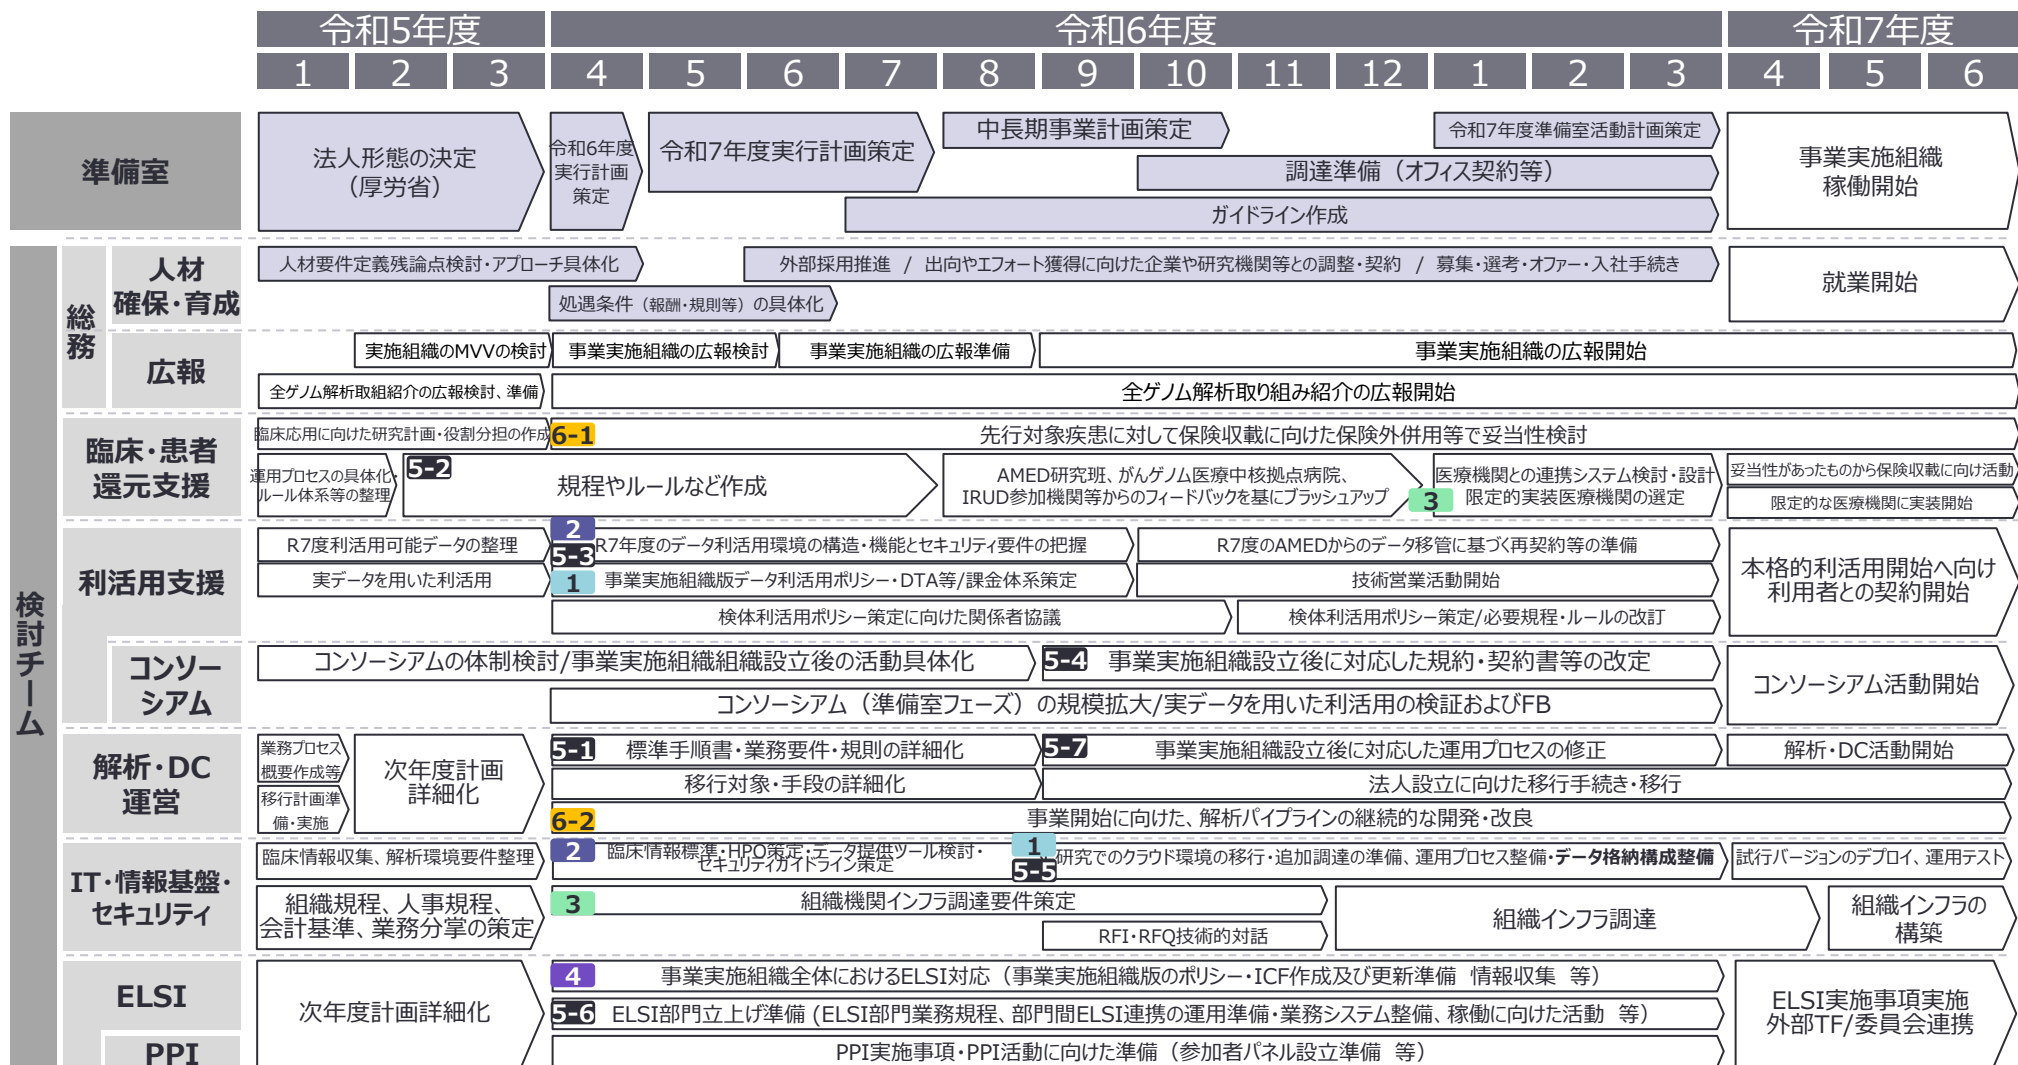 令和5年度
令和6年度
令和7年度
1 2 3 4 5 6 7 8 9 10 11 12 1 2 3 4 5 6
準備室
法人形態の決定
(厚労省)
令和6年度
実行計画
策定
令和7年度実行計画策定
中長期事業計画策定
令和7年度準備室活動計画策定
調達準備（オフィス契約等）
ガイドライン作成
事業実施組織
稼働開始
検討チーム
総務
人材
確保・育成
人材要件定義残論点検討・アプローチ具体化
外部採用推進 / 出向やエフォート獲得に向けた企業や研究機関等との調整・契約 / 募集・選考・オファー・入社手続き
処遇条件（報酬・規則等）の具体化
就業開始
広報
実施組織のMVVの検討
事業実施組織の広報検討
事業実施組織の広報準備
事業実施組織の広報開始
全ゲノム解析取組紹介の広報検討、準備
全ゲノム解析取り組み紹介の広報開始
臨床・患者
還元支援
臨床応用に向けた研究計画・役割分担の作成
6-1
先行対象疾患に対して保険収載に向けた保険外併用等で妥当性検討
運用プロセスの具体化・
ルール体系等の整理
5-2
規程やルールなど作成
AMED研究班、がんゲノム医療中核拠点病院、
IRUD参加機関等からのフィードバックを基にブラッシュアップ
3
医療機関との連携システム検討・設計
限定的実装医療機関の選定
妥当性があったものから保険収載に向け活動
限定的な医療機関に実装開始
利活用支援
R7度利活用可能データの整理
2
5-3
R7年度のデータ利活用環境の構造・機能とセキュリティ要件の把握
R7度のAMEDからのデータ移管に基づく再契約等の準備
実データを用いた利活用
1
事業実施組織版データ利活用ポリシー・DTA等/課金体系策定
技術営業活動開始
検体利活用ポリシー策定に向けた関係者協議
検体利活用ポリシー策定/必要規程・ルールの改訂
本格的利活用開始へ向け
利用者との契約開始
コンソー
シアム
コンソーシアムの体制検討/事業実施組織組織設立後の活動具体化
5-4
事業実施組織設立後に対応した規約・契約書等の改定
コンソーシアム（準備室フェーズ）の規模拡大/実データを用いた利活用の検証およびFB
コンソーシアム活動開始
解析・DC
運営
業務プロセス
概要作成等
移行計画準
備・実施
次年度計画
詳細化
5-1
標準手順書・業務要件・規則の詳細化
5-7
事業実施組織設立後に対応した運用プロセスの修正
解析・DC活動開始
移行対象・手段の詳細化
法人設立に向けた移行手続き・移行
6-2
事業開始に向けた、解析パイプラインの継続的な開発・改良
IT・情報基盤・
セキュリティ
臨床情報収集、解析環境要件整理
2
臨床情報標準・HPO策定・データ提供ツール検討・
セキュリティガイドライン策定
1
5-5
研究でのクラウド環境の移行・追加調達の準備、運用プロセス整備・データ格納構成整備
試行バージョンのデプロイ、運用テスト
組織規程、人事規程、
会計基準、業務分掌の策定
3
組織機関インフラ調達要件策定
RFI・RFQ技術的対話
組織インフラ調達
組織インフラの
構築
ELSI
次年度計画詳細化
4
事業実施組織全体におけるELSI対応（事業実施組織版のポリシー・ICF作成及び更新準備 情報収集 等）
5-6
ELSI部門立上げ準備 (ELSI部門業務規程、部門間ELSI連携の運用準備・業務システム整備、稼働に向けた活動 等）
PPI
PPI実施事項・PPI活動に向けた準備（参加者パネル設立準備 等）
ELSI実施事項実施
外部TF/委員会連携